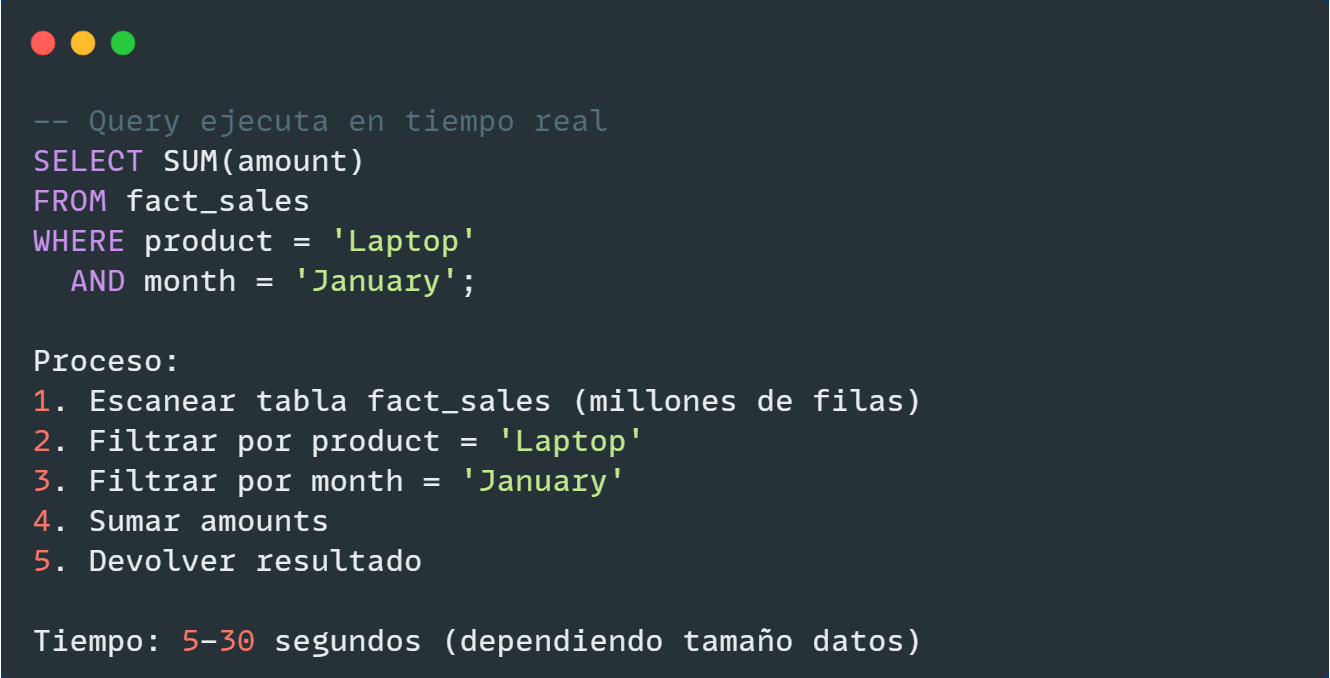 -- Query ejecuta en tiempo real
SELECT SUM(amount)
FROM fact_sales
WHERE product = 'Laptop'
  AND month = 'January';
Proceso:
1. Escanear tabla fact_sales (millones de filas)
2. Filtrar por product = 'Laptop'
3. Filtrar por month = 'January'
4. Sumar amounts
5. Devolver resultado
Tiempo: 5-30 segundos (dependiendo tamaño datos)